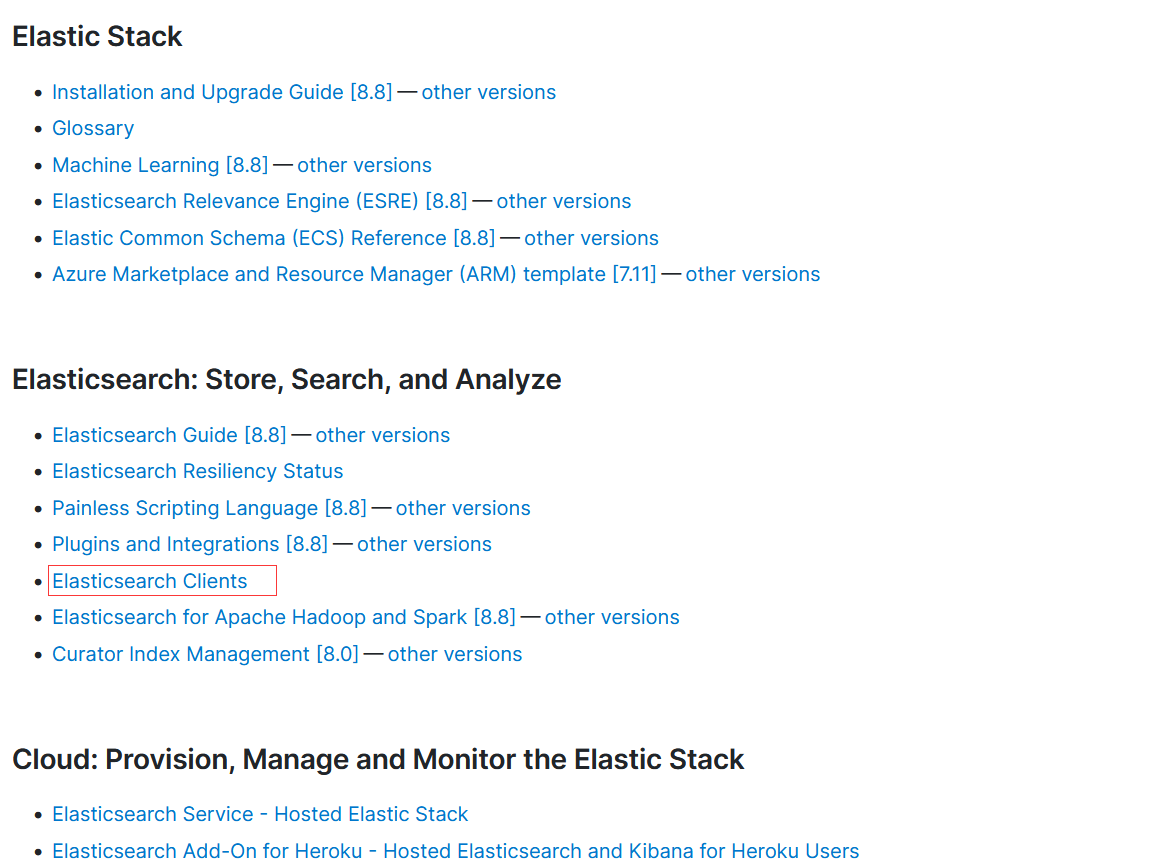 Elastic Stack
• Installation and Upgrade Guide [8.8] — other versions
• Glossary
• Machine Learning [8.8] — other versions
• Elasticsearch Relevance Engine (ESRE) [8.8] — other versions
• Elastic Common Schema (ECS) Reference [8.8] — other versions
• Azure Marketplace and Resource Manager (ARM) template [7.11] — other versions
Elasticsearch: Store, Search, and Analyze
• Elasticsearch Guide [8.8] — other versions
• Elasticsearch Resiliency Status
• Painless Scripting Language [8.8] — other versions
• Plugins and Integrations [8.8] — other versions
• Elasticsearch Clients
• Elasticsearch for Apache Hadoop and Spark [8.8] — other versions
• Curator Index Management [8.0] — other versions
Cloud: Provision, Manage and Monitor the Elastic Stack
• Elasticsearch Service - Hosted Elastic Stack
• Elasticsearch Add-On for Heroku - Hosted Elasticsearch and Kibana for Heroku Users